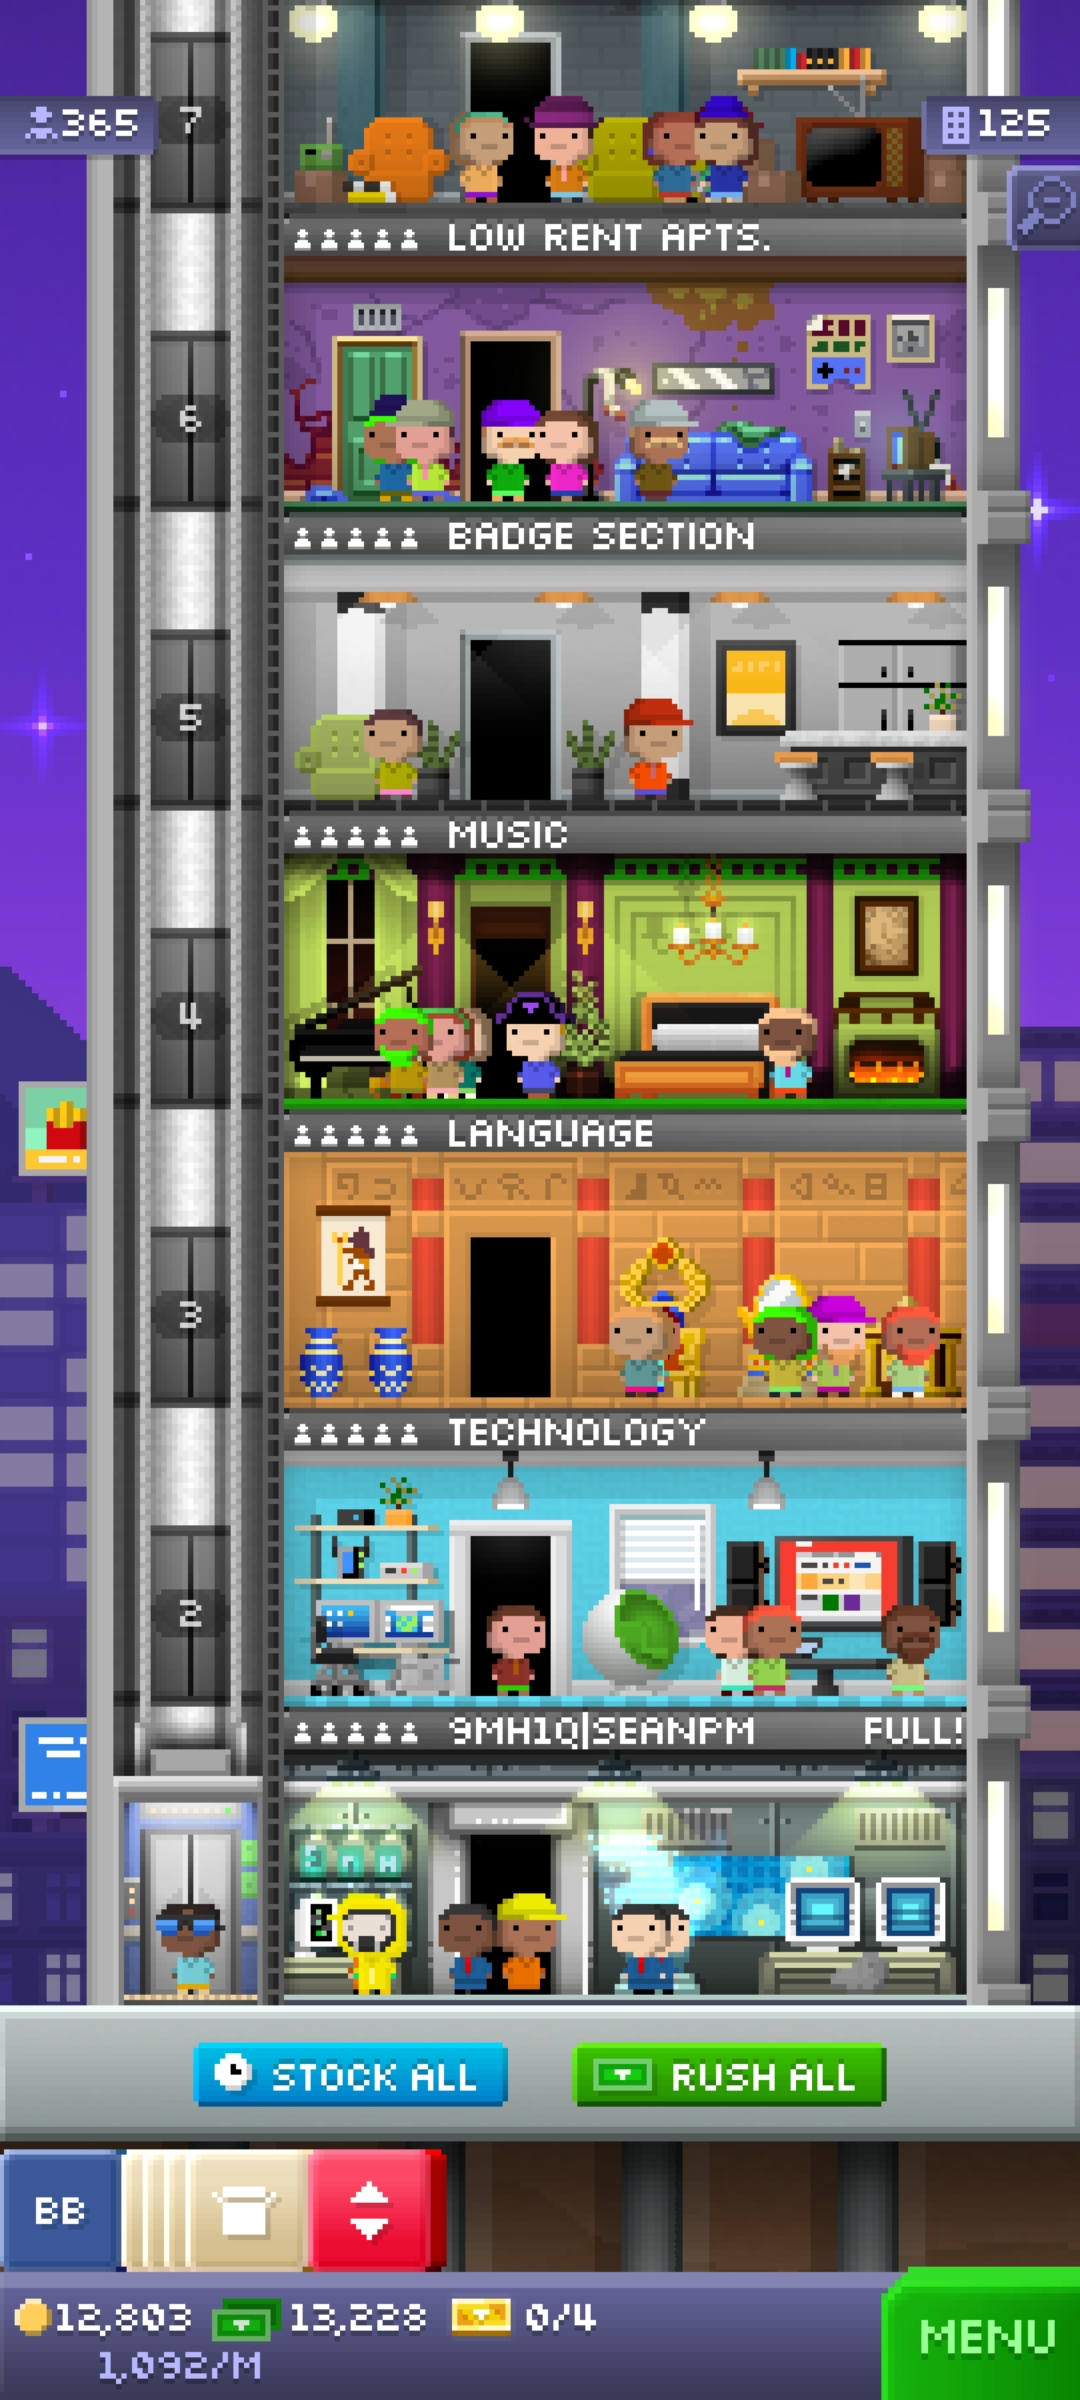 7
365
125
LOW RENT APTS.
6
BADGE SECTION
5
MUSIC
4
LANGUAGE
3
TECHNOLOGY
2
9MH1Q|SEANPM FULL!
STOCK ALL
RUSH ALL
BB
12,803 13,228 0/4
1,092/M
MENU